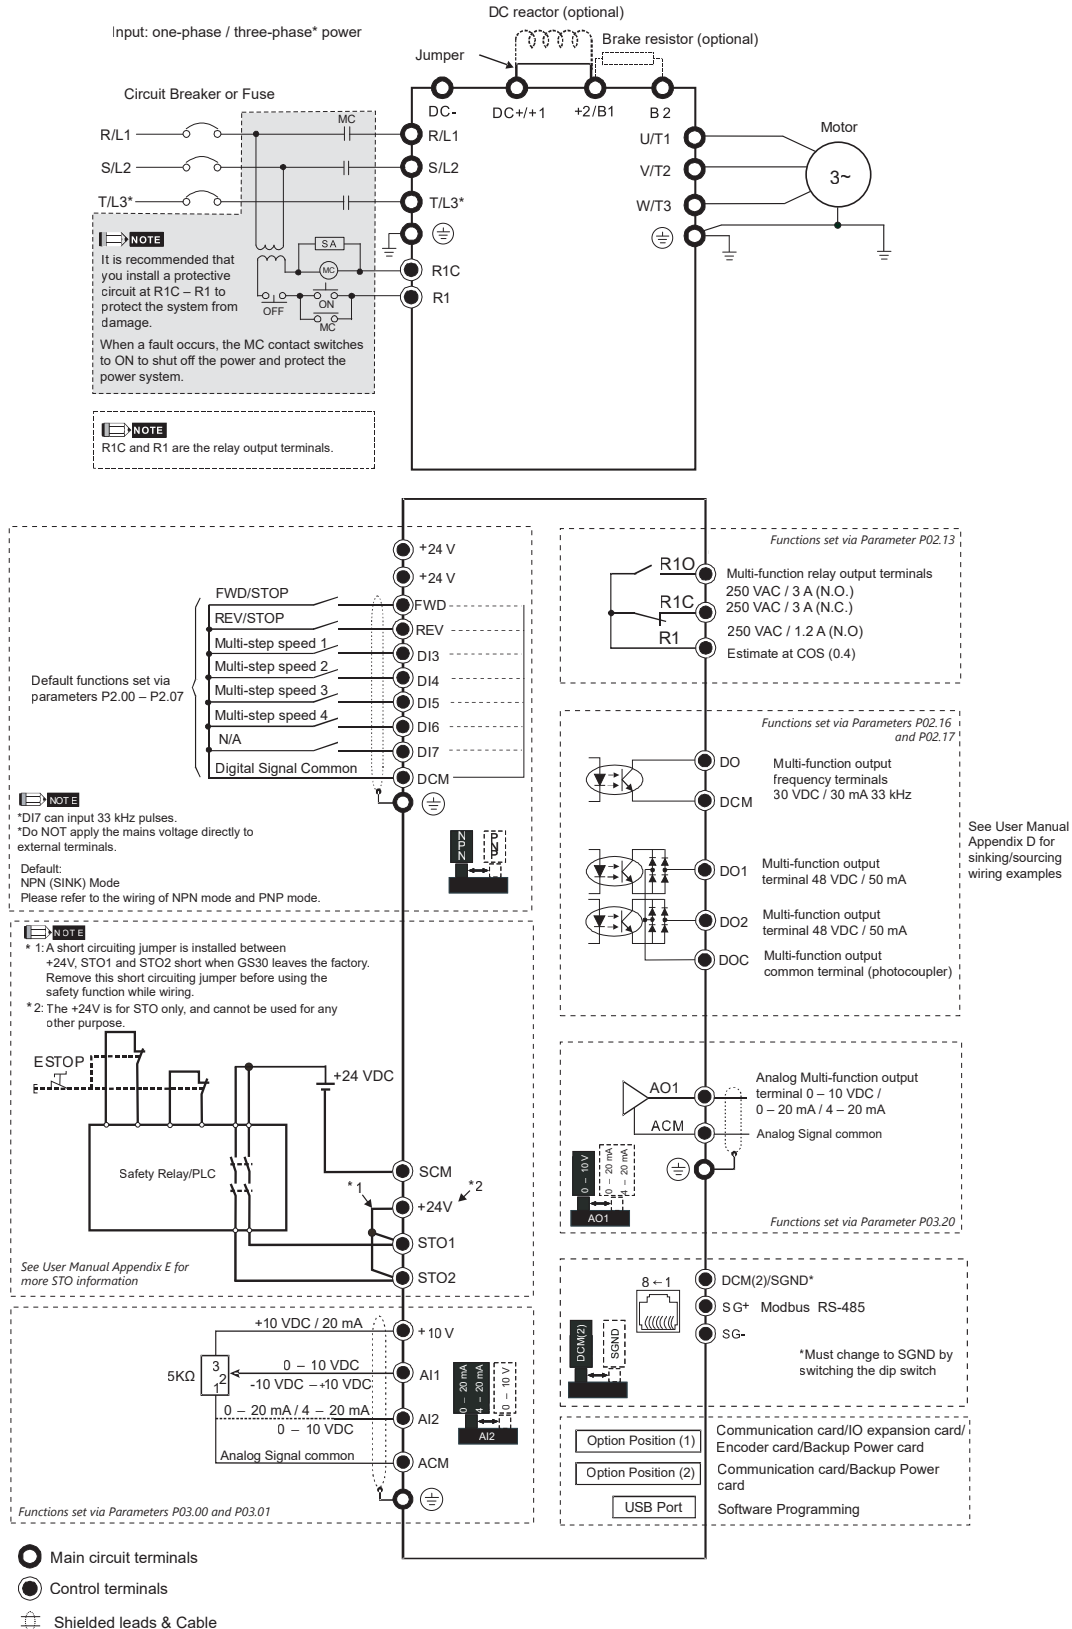 DC reactor (optional)
Input: one-phase / three-phase* power
Brake resistor (optional)
Jumper
Circuit Breaker or Fuse
DC-
DC+/+1
+2/B1
B2
MC
R/L1
R/L1
U/T1
Motor
S/L2
S/L2
V/T2
3~
T/L3*
T/L3*
W/T3
NOTE
It is recommended that
you install a protective
circuit at R1C – R1 to
protect the system from
damage.
When a fault occurs, the MC contact switches
to ON to shut off the power and protect the
power system.
SA
MC
R1C
OFF
ON
R1
MC
NOTE
R1C and R1 are the relay output terminals.
+24 V
+24 V
FWD/STOP
FWD
REV/STOP
REV
Multi-step speed 1
DI3
Multi-step speed 2
DI4
Default functions set via
parameters P2.00 – P2.07
Multi-step speed 3
DI5
Multi-step speed 4
DI6
N/A
DI7
Digital Signal Common
DCM
NOTE
*DI7 can input 33 kHz pulses.
*Do NOT apply the mains voltage directly to
external terminals.
Default:
NPN (SINK) Mode
Please refer to the wiring of NPN mode and PNP mode.
NPN
PNP
Functions set via Parameter P02.13
R1O
Multi-function relay output terminals
250 VAC / 3 A (N.O.)
R1C
250 VAC / 3 A (N.C.)
250 VAC / 1.2 A (N.O)
R1
Estimate at COS (0.4)
Functions set via Parameters P02.16
and P02.17
DO
Multi-function output
frequency terminals
30 VDC / 30 mA 33 kHz
DCM
See User Manual
Appendix D for
sinking/sourcing
wiring examples
DO1
Multi-function output
terminal 48 VDC / 50 mA
DO2
Multi-function output
terminal 48 VDC / 50 mA
DOC
Multi-function output
common terminal (photocoupler)
NOTE
* 1: A short circuiting jumper is installed between
+24V, STO1 and STO2 short when GS30 leaves the factory.
Remove this short circuiting jumper before using the
safety function while wiring.
* 2: The +24V is for STO only, and cannot be used for any
other purpose.
ESTOP
+24 VDC
Safety Relay/PLC
SCM
* 1
*2
+24V
STO1
STO2
See User Manual Appendix E for
more STO information
AO1
Analog Multi-function output
terminal 0 – 10 VDC /
0 – 20 mA / 4 – 20 mA
ACM
Analog Signal common
0 – 10 V
0 – 20 mA
4 – 20 mA
AO1
Functions set via Parameter P03.20
8←1
DCM(2)/SGND*
SG+
Modbus RS-485
SG-
DCM(2)
SGND
*Must change to SGND by
switching the dip switch
+10 VDC / 20 mA
+10 V
5KΩ
3
2
1
0 – 10 VDC
AI1
-10 VDC – +10 VDC
0 – 20 mA / 4 – 20 mA
AI2
0 – 10 VDC
Analog Signal common
ACM
0 – 20 mA
4 – 20 mA
0 – 10 V
AI2
Functions set via Parameters P03.00 and P03.01
Option Position (1)
Communication card/IO expansion card/
Encoder card/Backup Power card
Option Position (2)
Communication card/Backup Power
card
USB Port
Software Programming
Main circuit terminals
Control terminals
Shielded leads & Cable